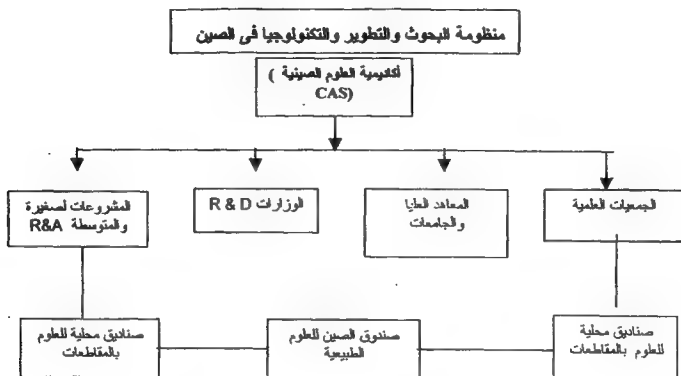 منظومة البحوث والتطوير والتكنولوجيا فى الصين
أكاديمية العلوم الصينية (
CAS)
الجمعيات العلمية
المعاهد العليا
والجامعات
الوزارات R & D
المشروعات لصغيرة
والمتوسطة R&A
صناديق محلية
للعلوم بالمقاطعات
صندوق الصين للعلوم
الطبيعية
صناديق محلية للعلوم
بالمقاطعات